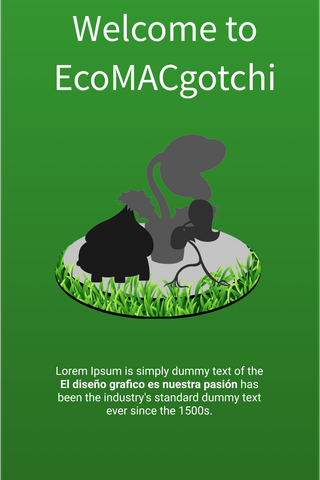 Welcome to
EcoMACgotchi
Lorem Ipsum is simply dummy text of the
El diseño grafico es nuestra pasión has
been the industry's standard dummy text
ever since the 1500s.